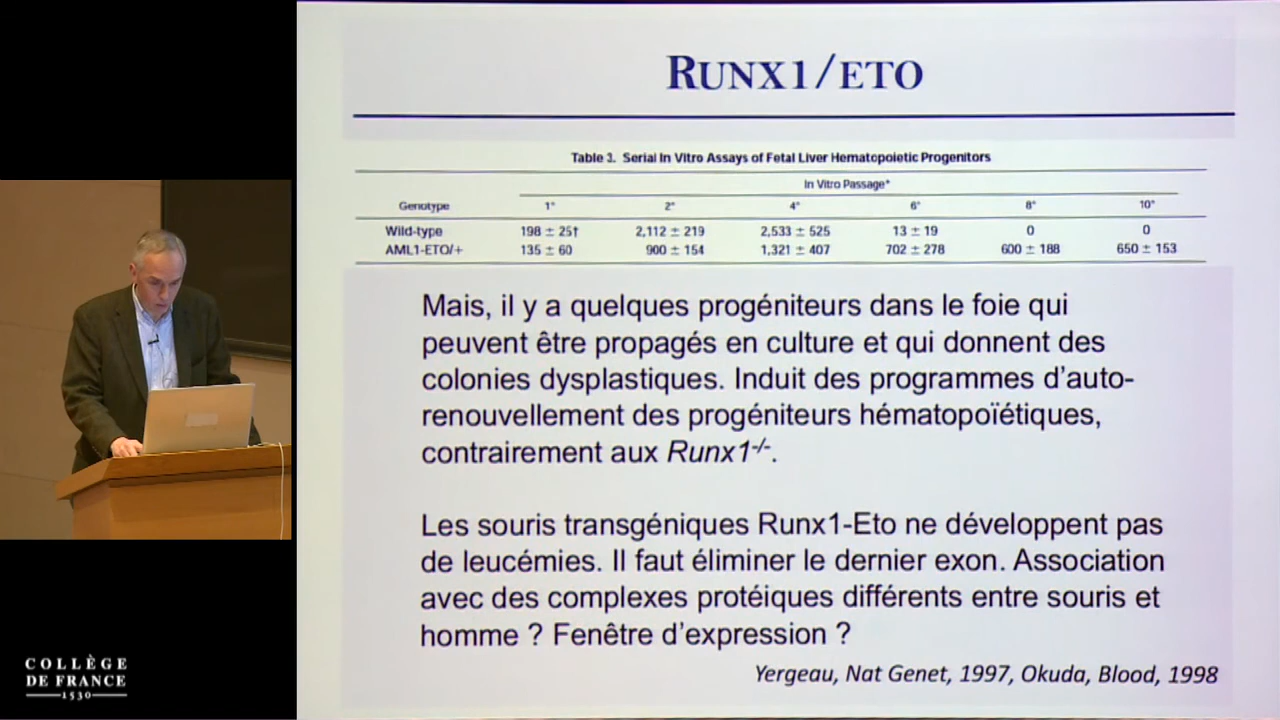 RUNX1/ETO
Table 3. Serial In Vitro Assays of Fetal Liver Hematopoietic Progenitors
In Vitro Passage*
Genotype 1° 2° 4° 6° 8° 10°
Wild-type 198 ± 25† 2,112 ± 219 2,533 ± 525 13 ± 19 0 0
AML1-ETO/+ 135 ± 60 900 ± 154 1,321 ± 407 702 ± 278 600 ± 188 650 ± 153
Mais, il y a quelques progéniteurs dans le foie qui
peuvent être propagés en culture et qui donnent des
colonies dysplastiques. Induit des programmes d’auto-
renouvellement des progéniteurs hématopoïétiques,
contrairement aux Runx1-/-.
Les souris transgéniques Runx1-Eto ne développent pas
de leucémies. Il faut éliminer le dernier exon. Association
avec des complexes protéiques différents entre souris et
homme ? Fenêtre d’expression ?
Yergeau, Nat Genet, 1997, Okuda, Blood, 1998
COLLÈGE
DE FRANCE
1530